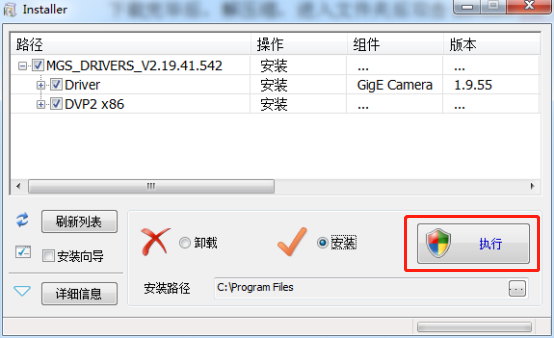 Installer
路径 操作 组件 版本
MGS_DRIVERS_V2.19.41.542 安装 ... ...
Driver 安装 GigE Camera 1.9.55
DVP2 x86 安装 ... ...
刷新列表
卸载 安装 执行
安装向导
安装路径 C:\Program Files ...
详细信息